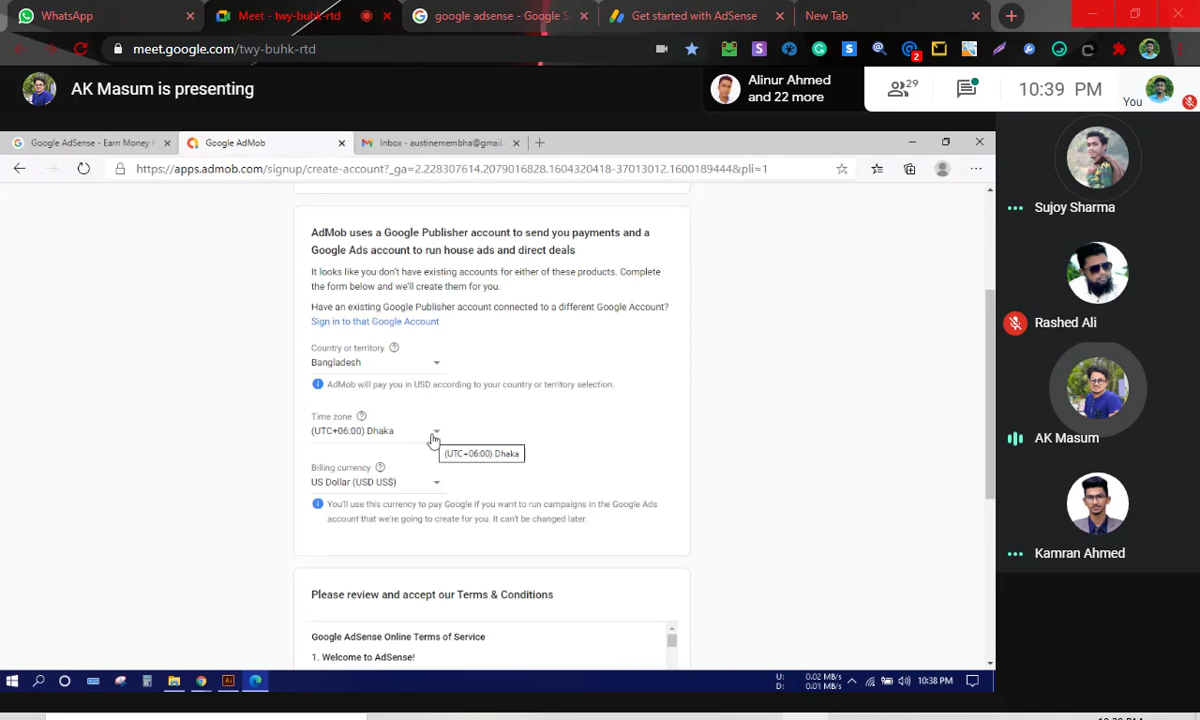 WhatsApp
Meet - twy-buhk-rtd
google adsense - Google S
Get started with AdSense
New Tab
meet.google.com/twy-buhk-rtd
2
AK Masum is presenting
Alinur Ahmed
and 22 more
29
10:39 PM
You
Google AdSense - Earn Money F
Google AdMob
Inbox - austinemembha@gmail.
https://apps.admob.com/signup/create-account?_ga=2.228307614.2079016828.1604320418-37013012.1600189444&pli=1
AdMob uses a Google Publisher account to send you payments and a
Google Ads account to run house ads and direct deals
It looks like you don't have existing accounts for either of these products. Complete
the form below and we'll create them for you.
Have an existing Google Publisher account connected to a different Google Account?
Sign in to that Google Account
Country or territory
Bangladesh
AdMob will pay you in USD according to your country or territory selection.
Time zone
(UTC+06:00) Dhaka
(UTC+06:00) Dhaka
Billing currency
US Dollar (USD US$)
You'll use this currency to pay Google if you want to run campaigns in the Google Ads
account that we're going to create for you. It can't be changed later.
Please review and accept our Terms & Conditions
Google AdSense Online Terms of Service
1. Welcome to AdSense!
Sujoy Sharma
Rashed Ali
AK Masum
Kamran Ahmed
U: 0.02 MB/s
D: 0.01 MB/s
10:38 PM